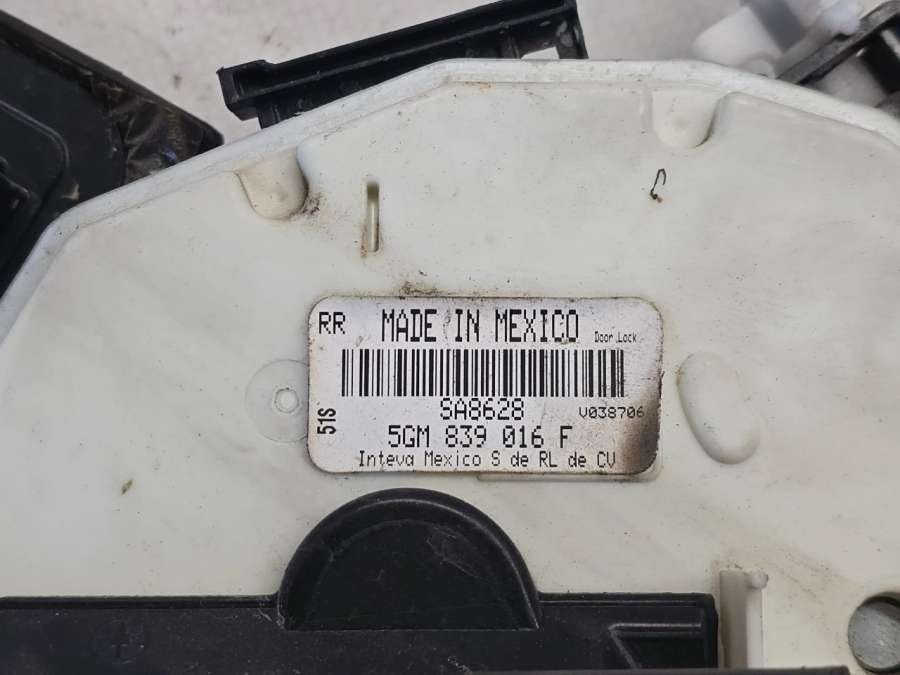 RR MADE IN MEXICO Door Lock
SA8628 V038706
51S
5GM 839 016 F
Inteva Mexico S de RL de CV